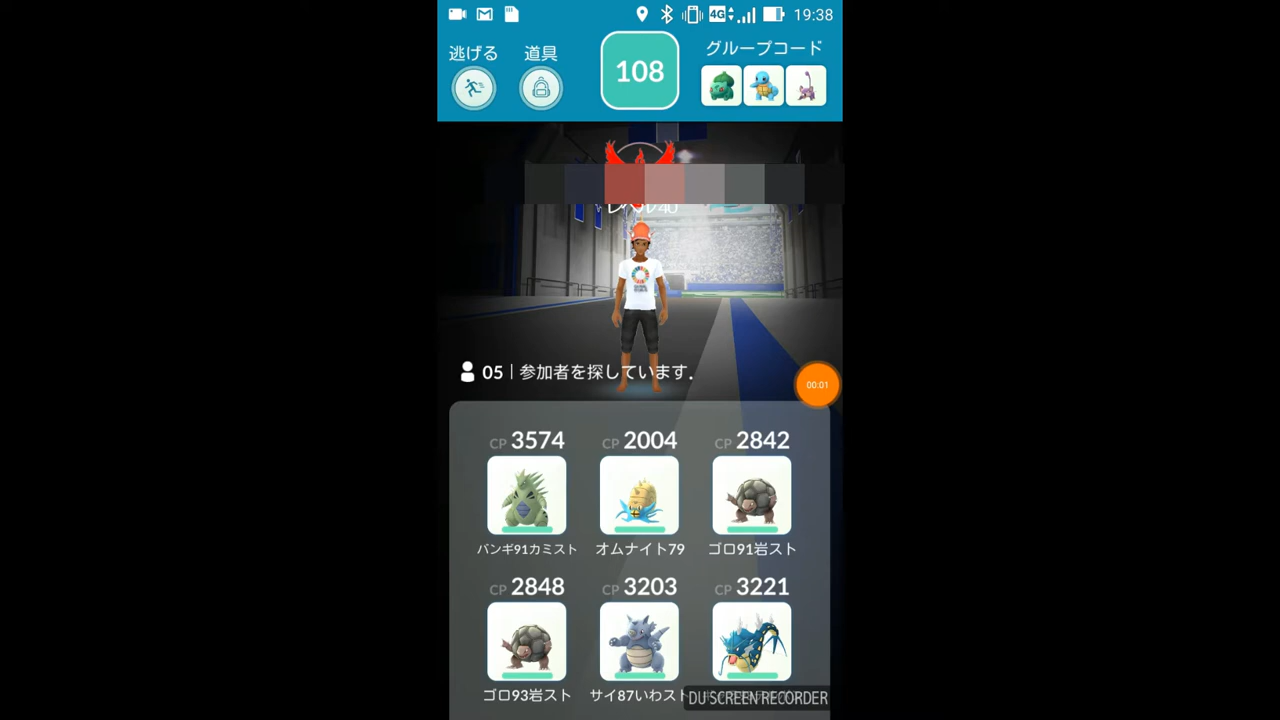 4G 19:38
逃げる 道具 108 グループコード
05 | 参加者を探しています.
00:01
CP 3574 CP 2004 CP 2842
バンギ91カミスト オムナイト79 ゴロ91岩スト
CP 2848 CP 3203 CP 3221
ゴロ93岩スト サイ87いわスト
DU SCREEN RECORDER